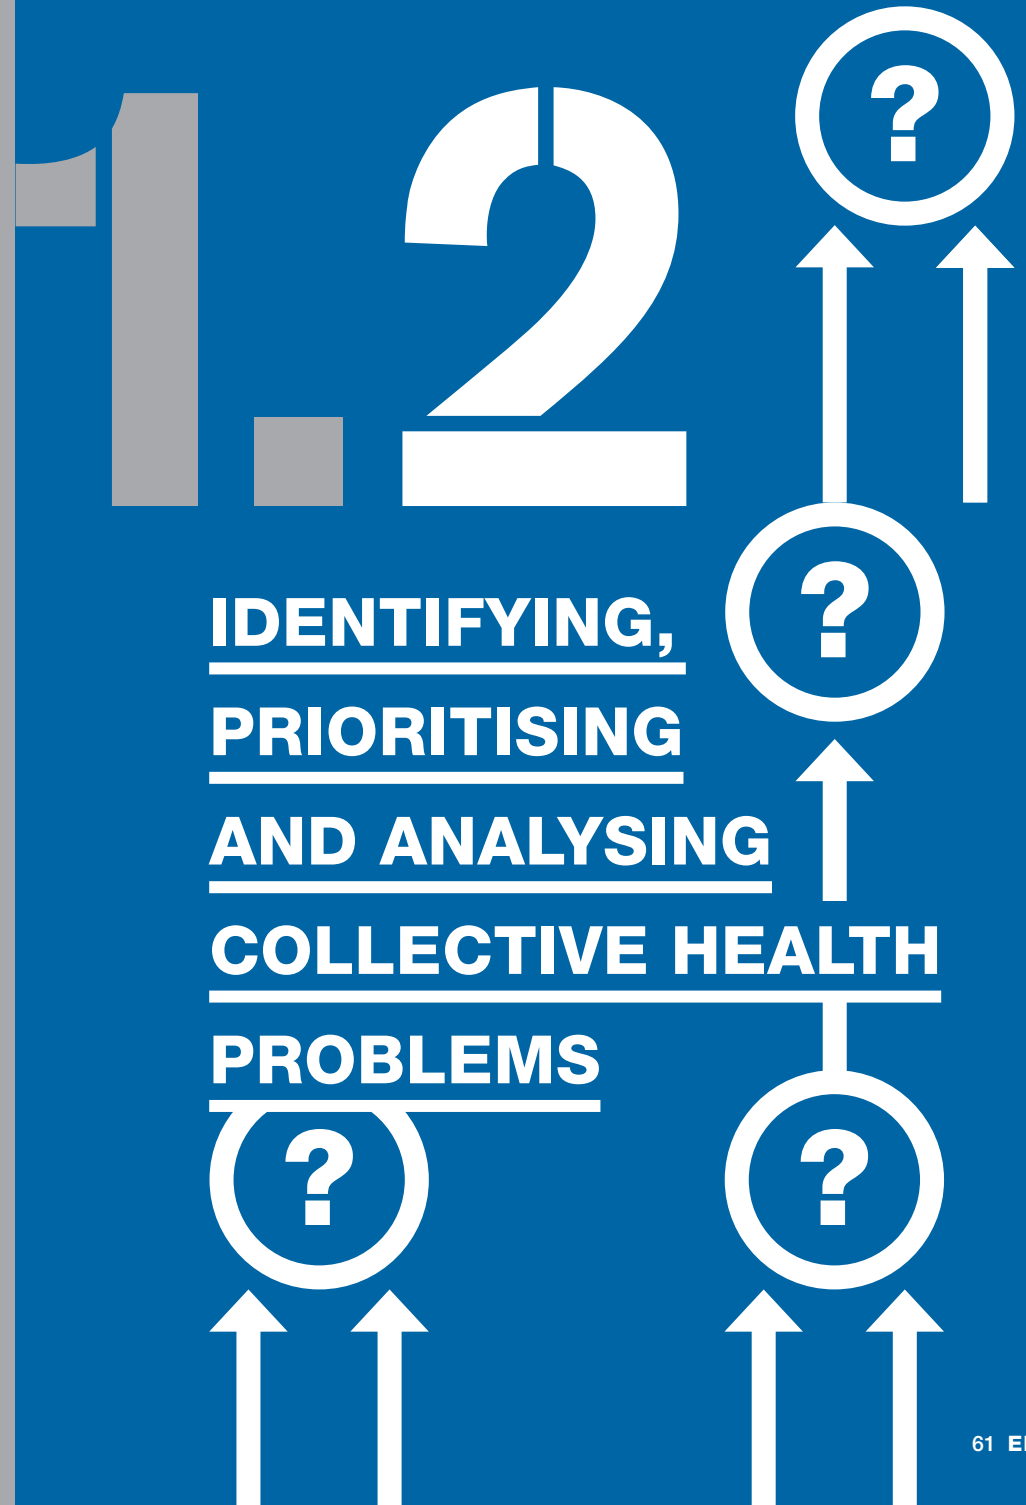 1.2
?
IDENTIFYING,
?
PRIORITISING
AND ANALYSING
COLLECTIVE HEALTH
PROBLEMS
? ?
61